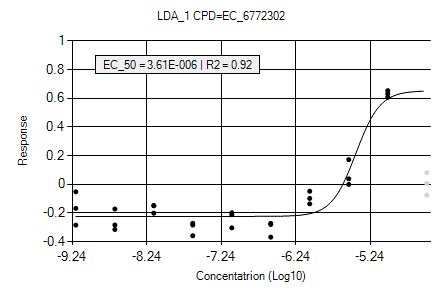 LDA_1 CPD=EC_6772302
EC_50 = 3.61E-006 | R2 = 0.92
Response
1
0.8
0.6
0.4
0.2
0
-0.2
-0.4
-9.24 -8.24 -7.24 -6.24 -5.24
Concentatrion (Log10)